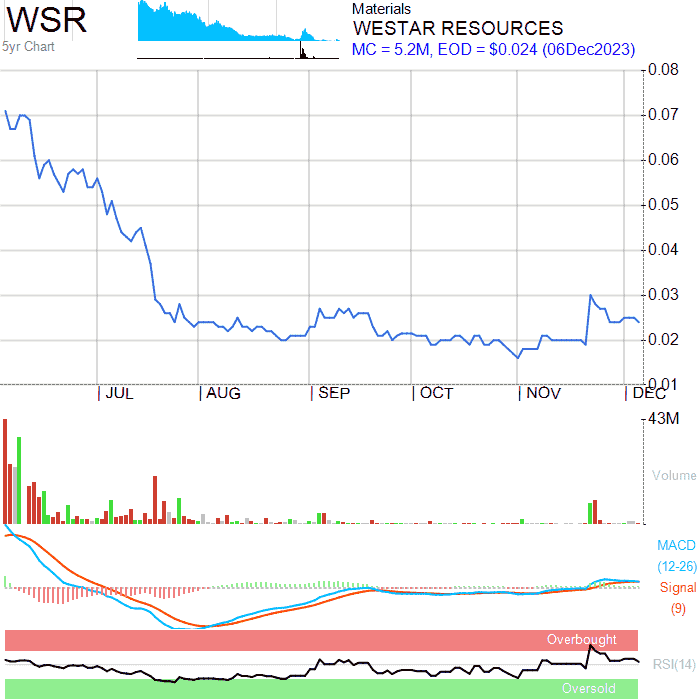 WSR
5yr Chart
Materials
WESTAR RESOURCES
MC = 5.2M, EOD = $0.024 (06Dec2023)
0.08
0.07
0.06
0.05
0.04
0.03
0.02
0.01
JUL AUG SEP OCT NOV DEC
43M
Volume
MACD
(12-26)
Signal
(9)
Overbought
RSI(14)
Oversold